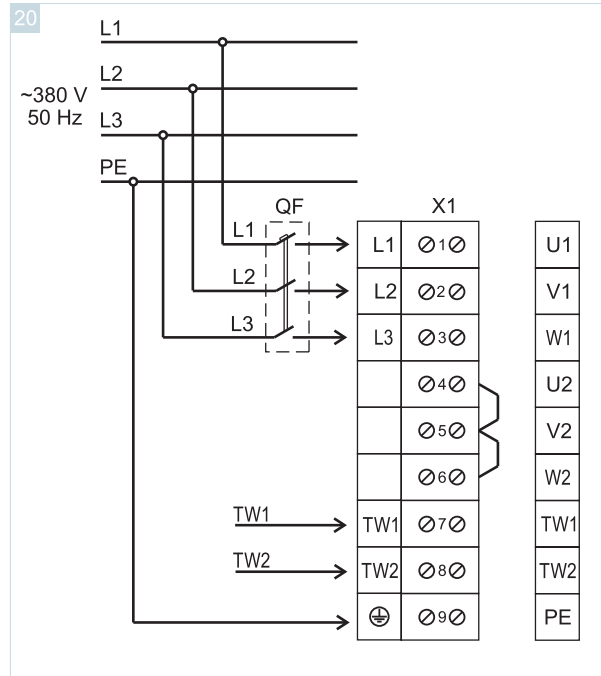 20
L1
L2
~380 V
50 Hz
L3
PE
QF
X1
L1
L1
1
U1
L2
L2
2
V1
L3
L3
3
W1
4
U2
5
V2
6
W2
TW1
TW1
7
TW1
TW2
TW2
8
TW2
9
PE